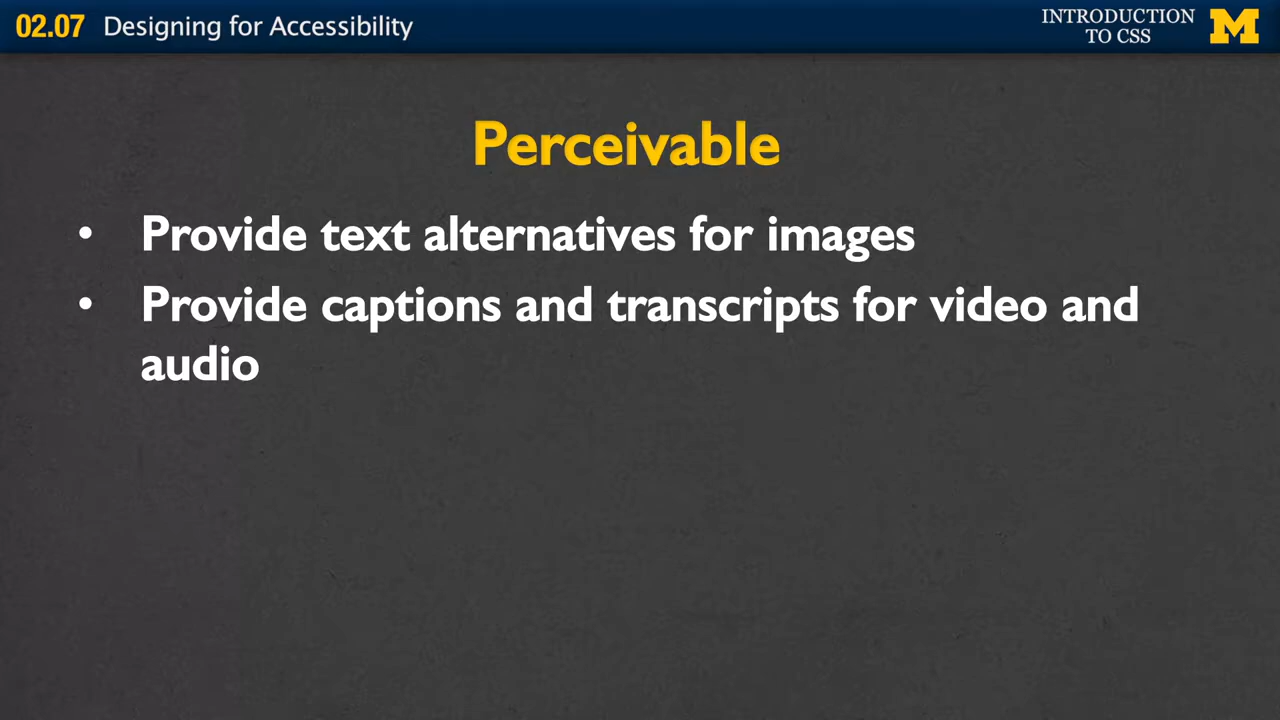 02.07 Designing for Accessibility
INTRODUCTION
TO CSS
M
Perceivable
• Provide text alternatives for images
• Provide captions and transcripts for video and
audio